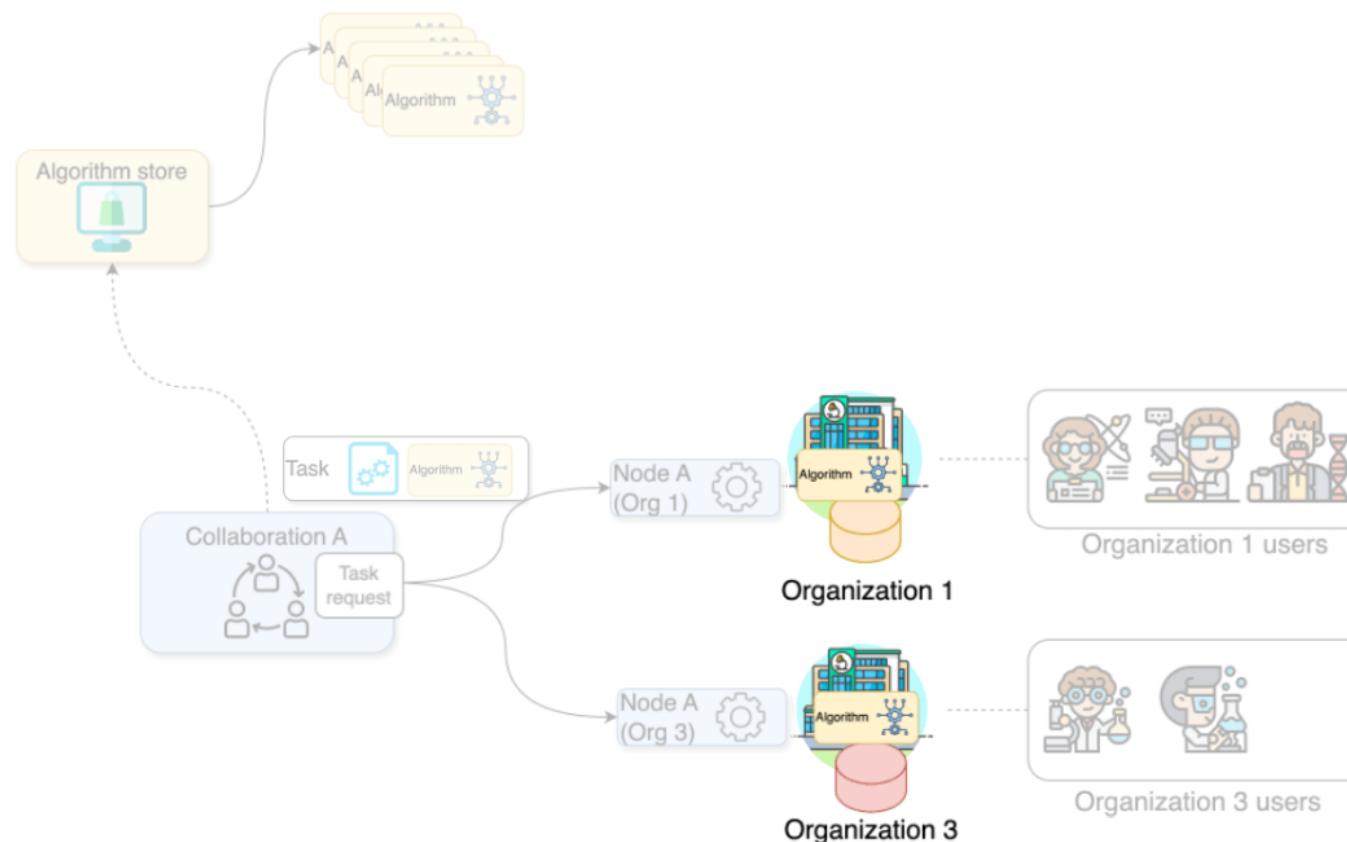 A
A
A
Al
Algorithm
Algorithm store
Task
Algorithm
Collaboration A
Task
request
Node A
(Org 1)
Algorithm
Organization 1
Organization 1 users
Node A
(Org 3)
Algorithm
Organization 3
Organization 3 users